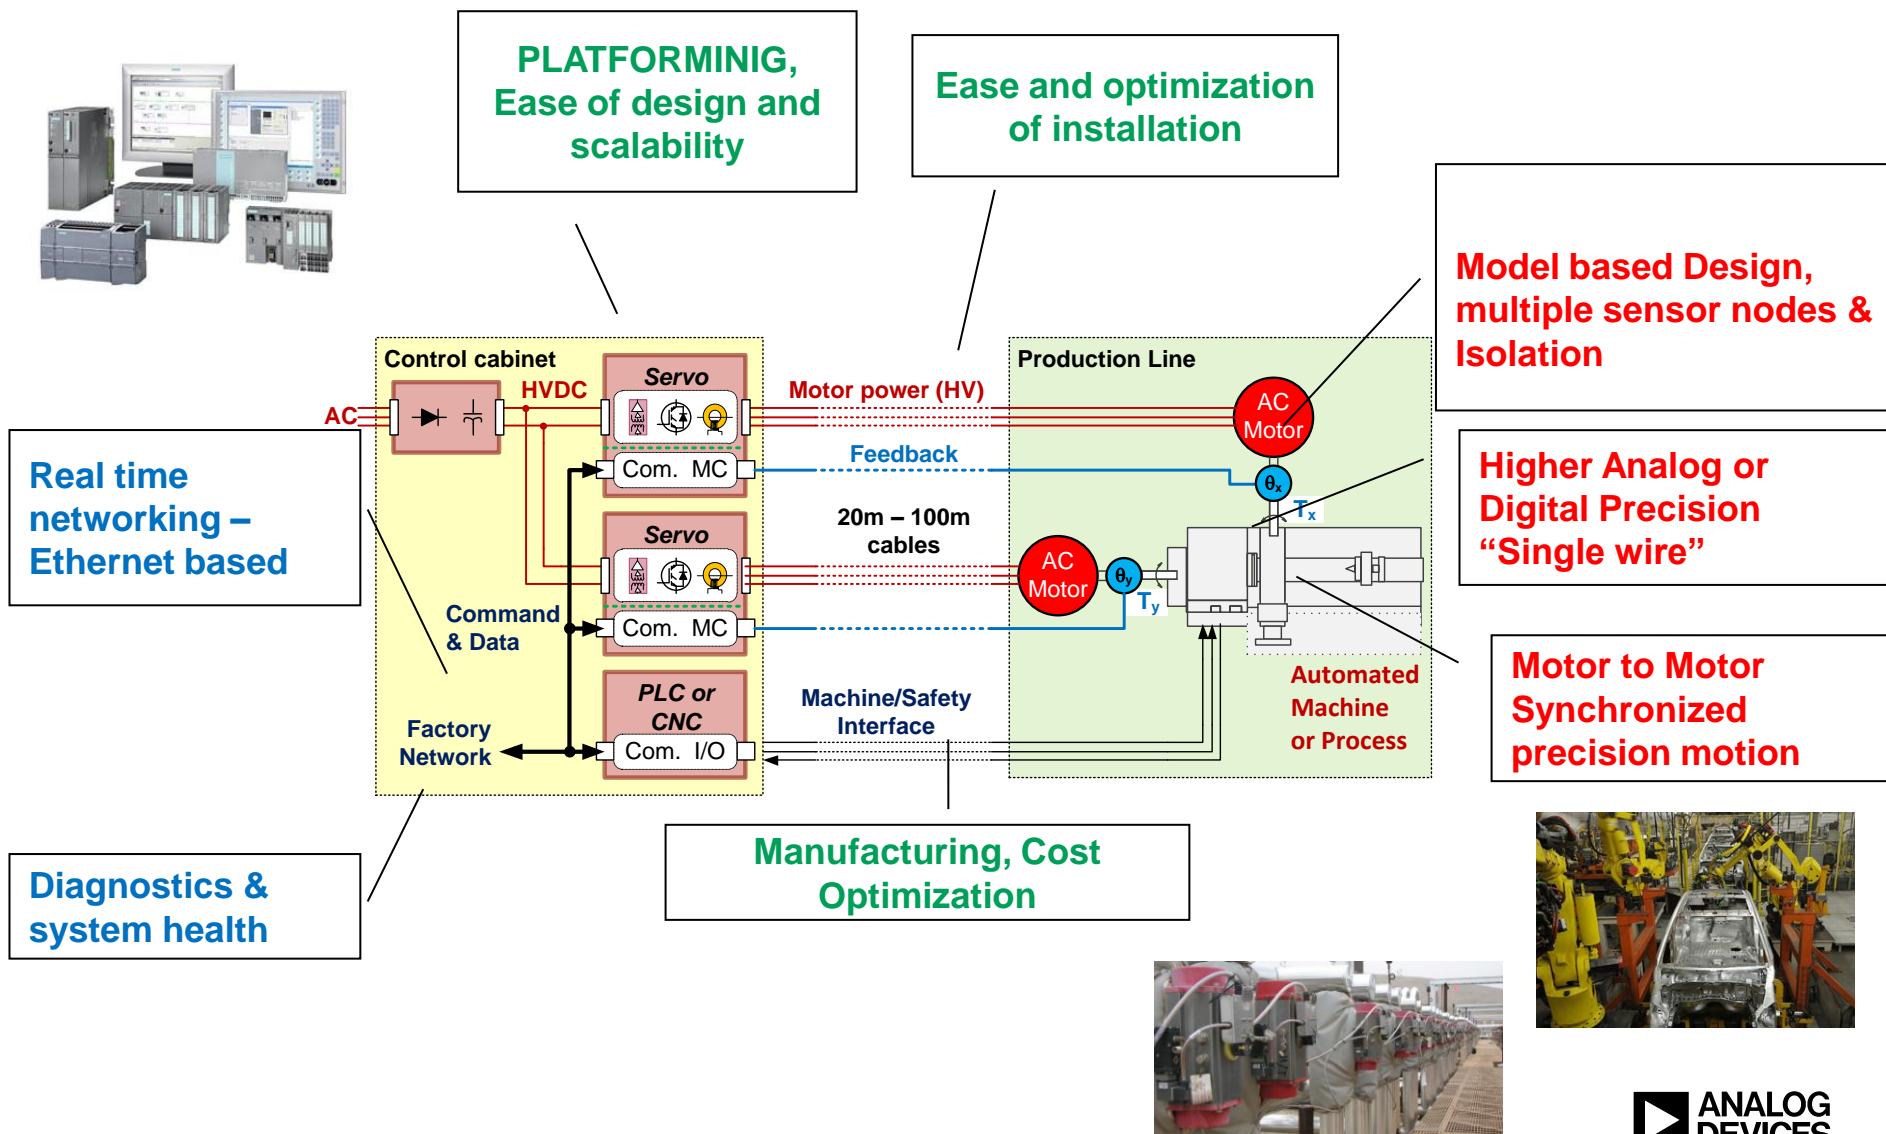 PLATFORMINIG,
Ease of design and
scalability
Ease and optimization
of installation
Model based Design,
multiple sensor nodes &
Isolation
Higher Analog or
Digital Precision
“Single wire”
Motor to Motor
Synchronized
precision motion
Real time
networking –
Ethernet based
Diagnostics &
system health
Manufacturing, Cost
Optimization
Control cabinet
AC
HVDC
Servo
Com. MC
Servo
Com. MC
Command
& Data
PLC or
CNC
Com. I/O
Factory
Network
Motor power (HV)
Feedback
20m – 100m
cables
Machine/Safety
Interface
Production Line
AC
Motor
θx
Tx
AC
Motor
θy
Ty
Automated
Machine
or Process
ANALOG
DEVICES